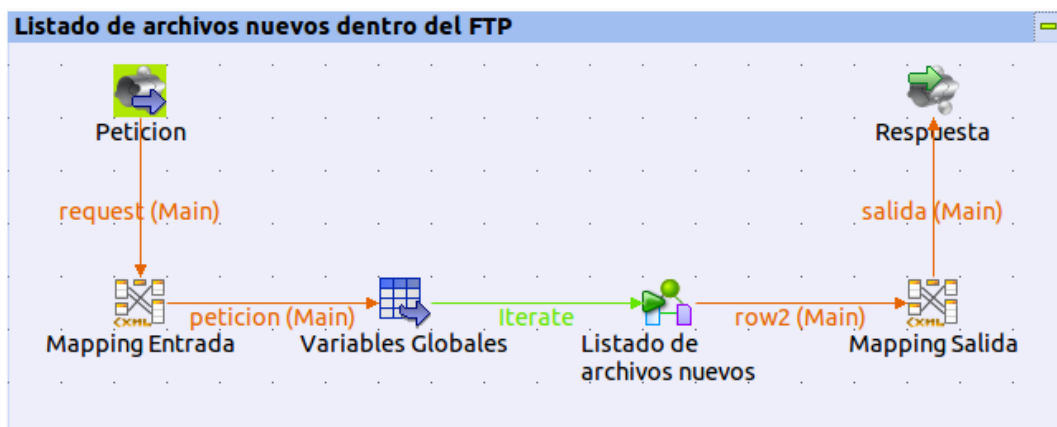 Listado de archivos nuevos dentro del FTP
Peticion
Respuesta
request (Main)
salida (Main)
peticion (Main)
Iterate
row2 (Main)
Mapping Entrada
Variables Globales
Listado de
archivos nuevos
Mapping Salida